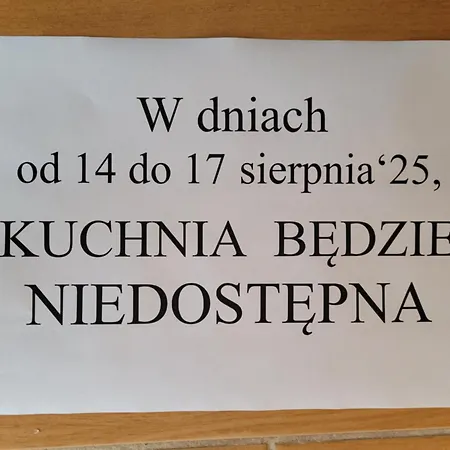 W dniach
od 14 do 17 sierpnia‘25,
KUCHNIA BĘDZIE
NIEDOSTĘPNA